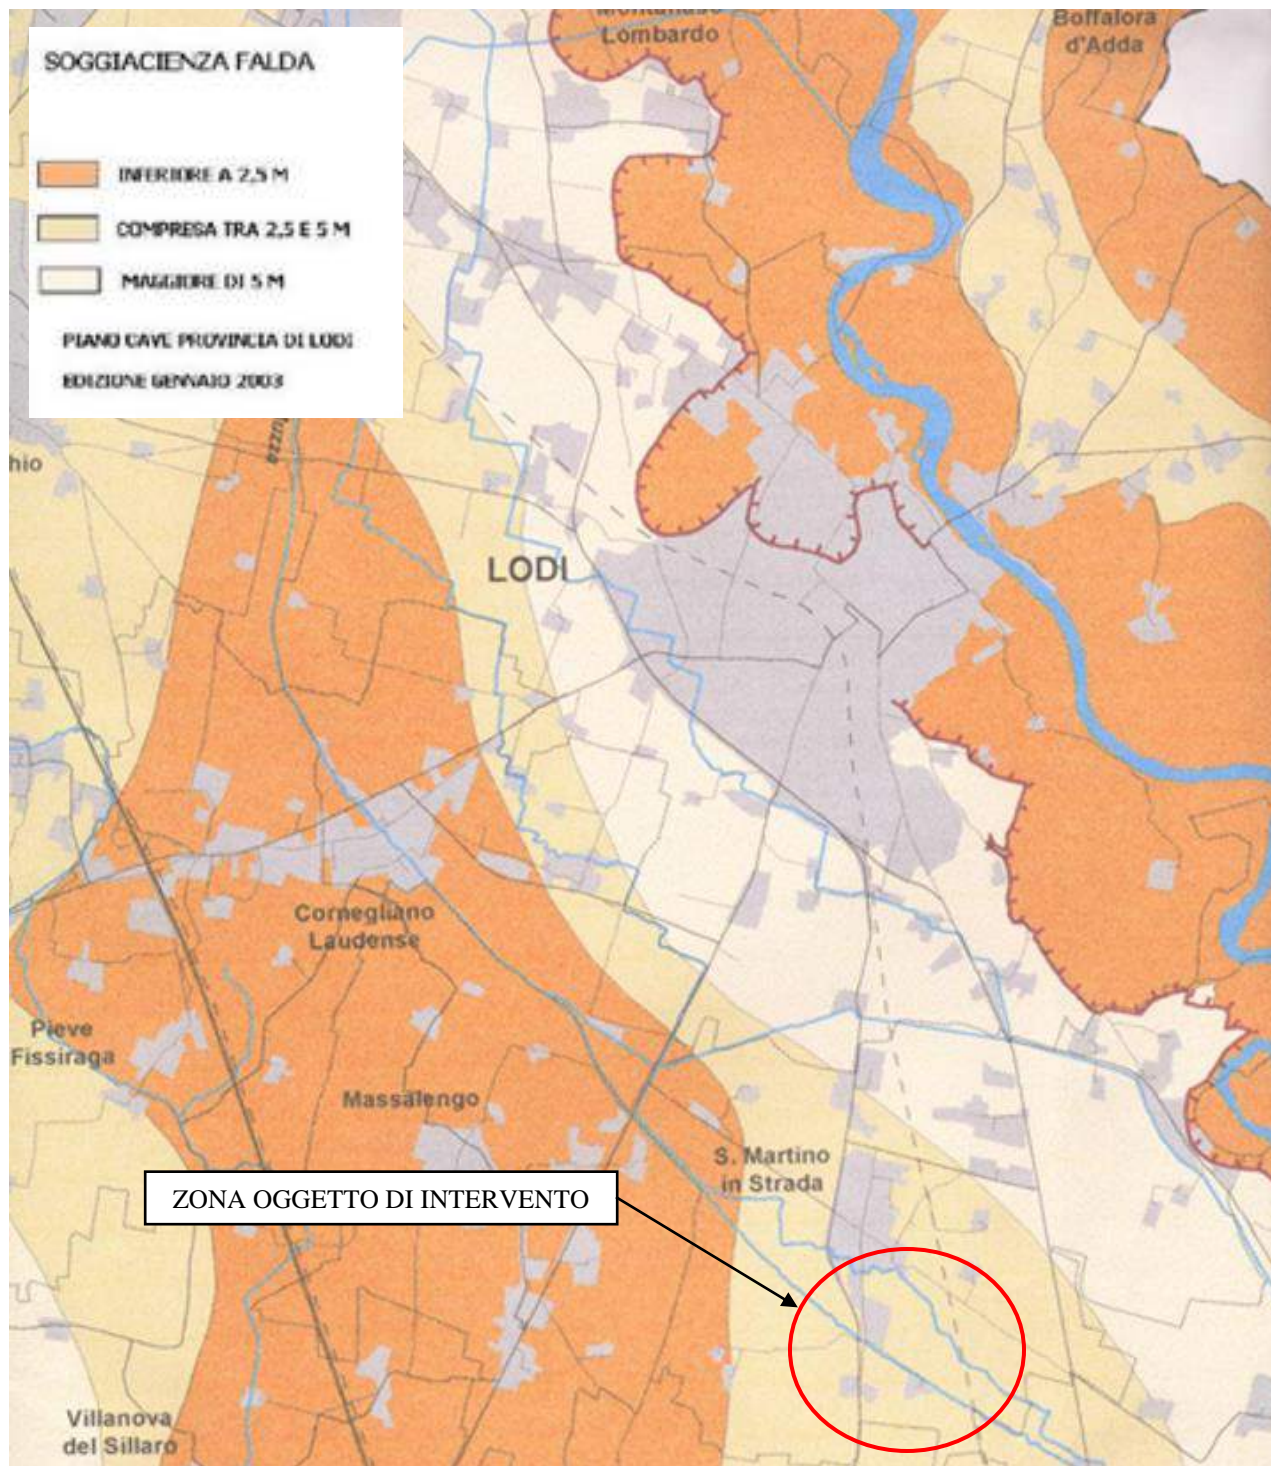 SOGGIACIENZA FALDA
INFERIORE A 2,5 M
COMPRESA TRA 2,5 E 5 M
MAGGIORE DI 5 M
PIANO CAVE PROVINCIA DI LODI
EDIZIONE GENNAIO 2003
Lombardo
Boffalora
d'Adda
hio
LODI
Cornegliano
Laudense
Pieve
Fissiraga
Massalengo
S. Martino
in Strada
ZONA OGGETTO DI INTERVENTO
Villanova
del Sillaro